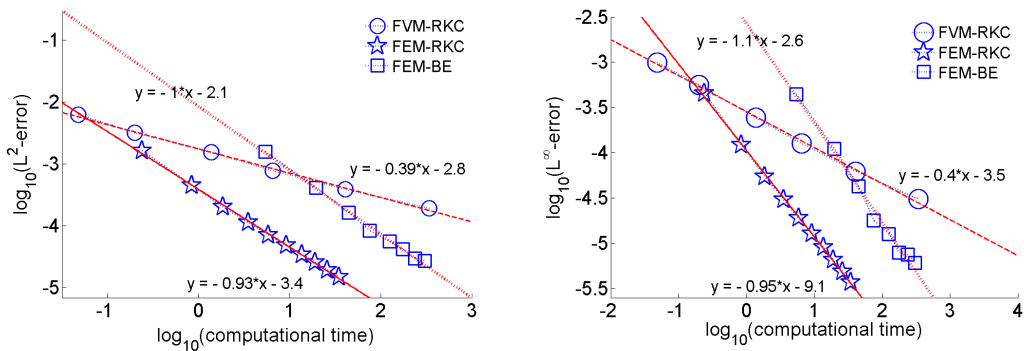 FVM-RKC
FEM-RKC
FEM-BE
y = - 1*x - 2.1
y = - 0.39*x - 2.8
y = - 0.93*x - 3.4
-1
-2
-3
-4
-5
-1
0
1
2
3
log10(L2-error)
log10(computational time)
FVM-RKC
FEM-RKC
FEM-BE
y = - 1.1*x - 2.6
y = - 0.4*x - 3.5
y = - 0.95*x - 9.1
-2.5
-3
-3.5
-4
-4.5
-5
-5.5
-2
-1
0
1
2
3
4
log10(L∞-error)
log10(computational time)